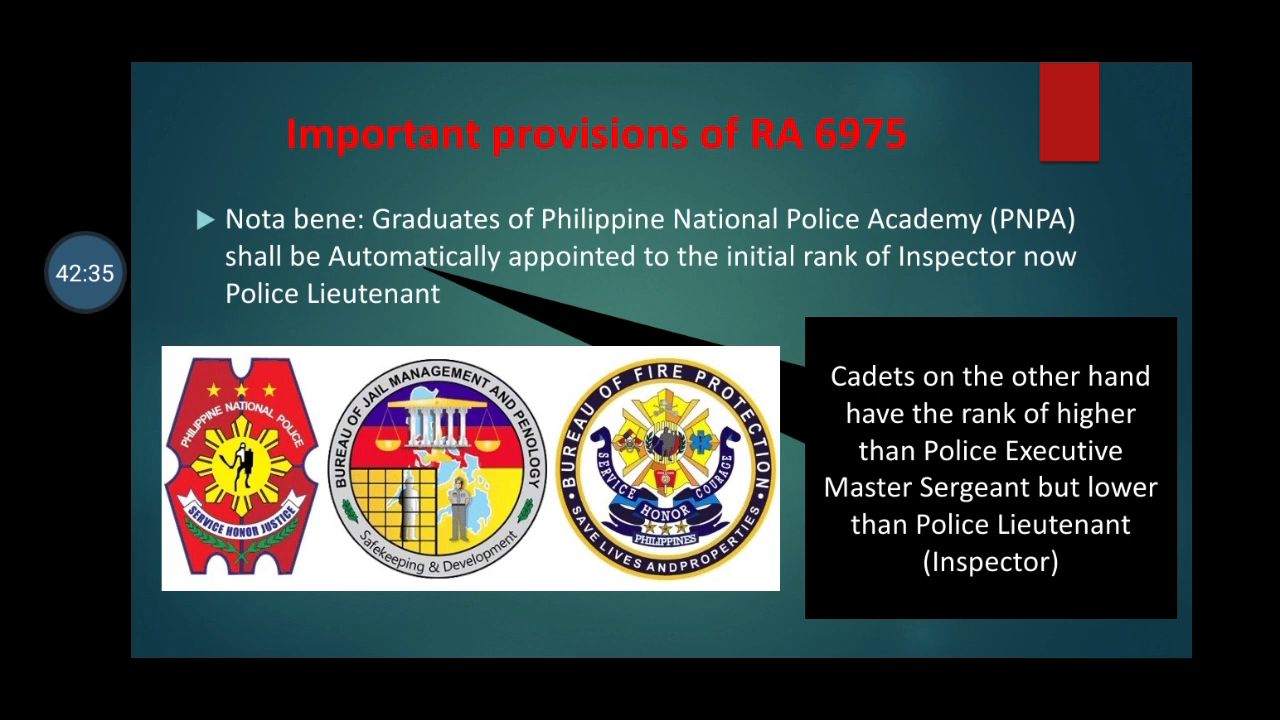 Important provisions of RA 6975
Nota bene: Graduates of Philippine National Police Academy (PNPA)
shall be Automatically appointed to the initial rank of Inspector now
Police Lieutenant
42:35
PHILIPPINE NATIONAL POLICE
SERVICE HONOR JUSTICE
BUREAU OF JAIL MANAGEMENT AND PENOLOGY
Safekeeping & Development
BUREAU OF FIRE PROTECTION
SERVICE
COURAGE
HONOR
PHILIPPINES
SAVE LIVES AND PROPERTIES
Cadets on the other hand
have the rank of higher
than Police Executive
Master Sergeant but lower
than Police Lieutenant
(Inspector)